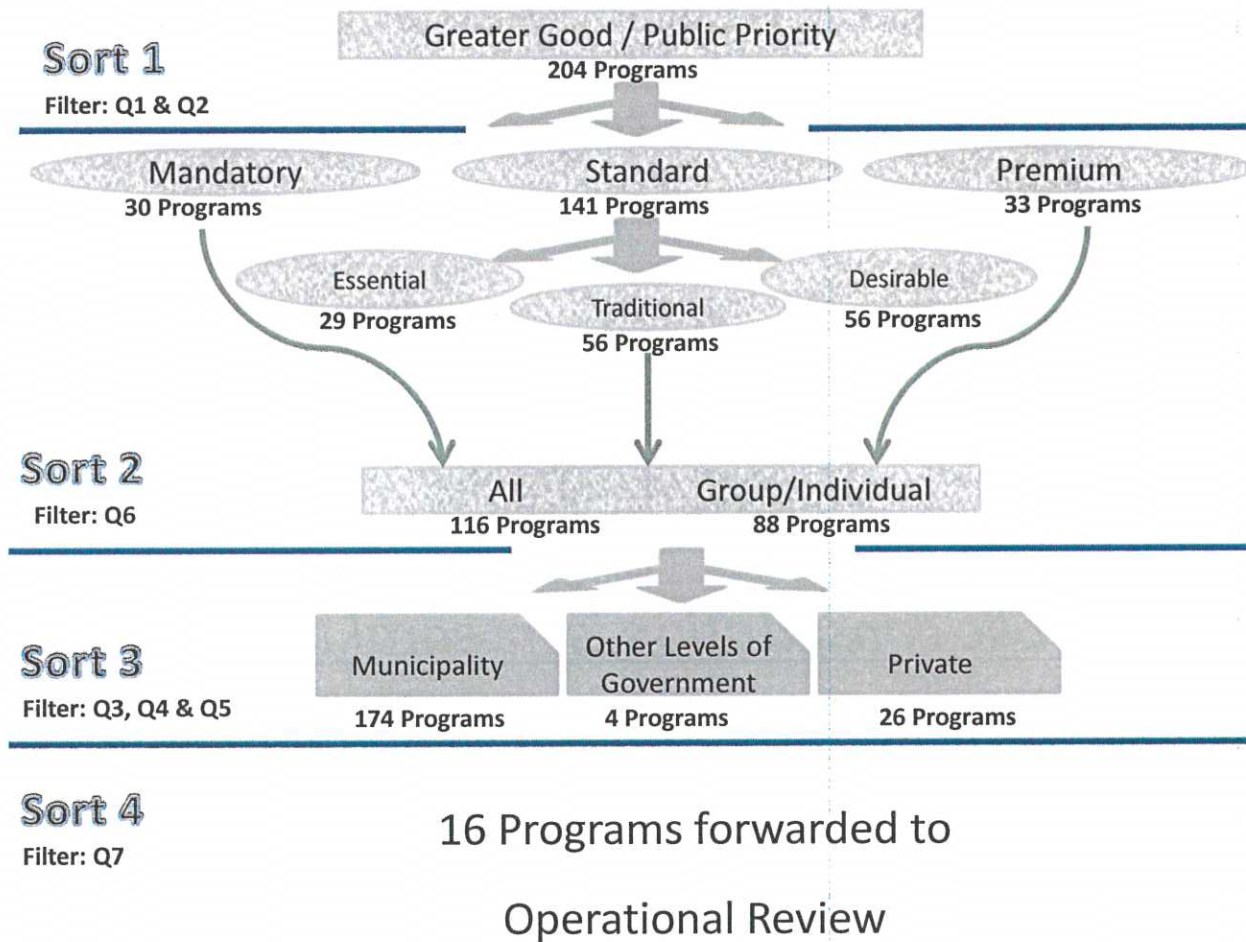 Greater Good / Public Priority
204 Programs
Sort 1
Filter: Q1 & Q2
Mandatory
30 Programs
Standard
141 Programs
Premium
33 Programs
Essential
29 Programs
Traditional
56 Programs
Desirable
56 Programs
Sort 2
Filter: Q6
All
116 Programs
Group/Individual
88 Programs
Sort 3
Filter: Q3, Q4 & Q5
Municipality
174 Programs
Other Levels of
Government
4 Programs
Private
26 Programs
Sort 4
Filter: Q7
16 Programs forwarded to
Operational Review